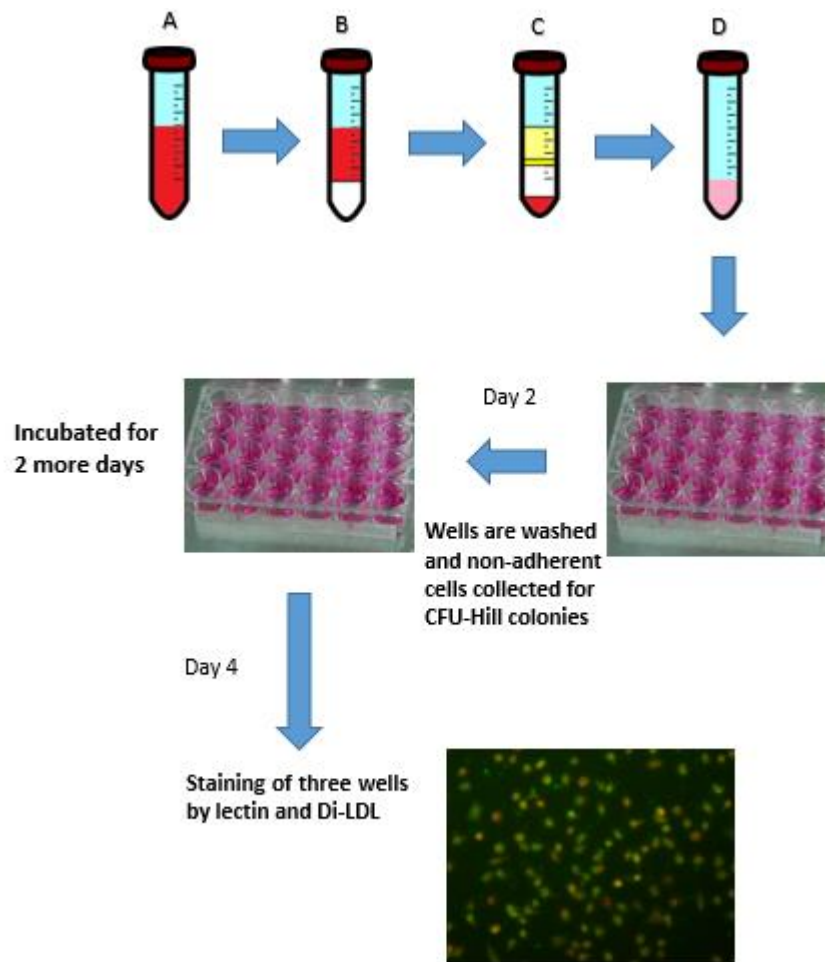 A
B
C
D
Day 2
Incubated for
2 more days
Wells are washed
and non-adherent
cells collected for
CFU-Hill colonies
Day 4
Staining of three wells
by lectin and Di-LDL